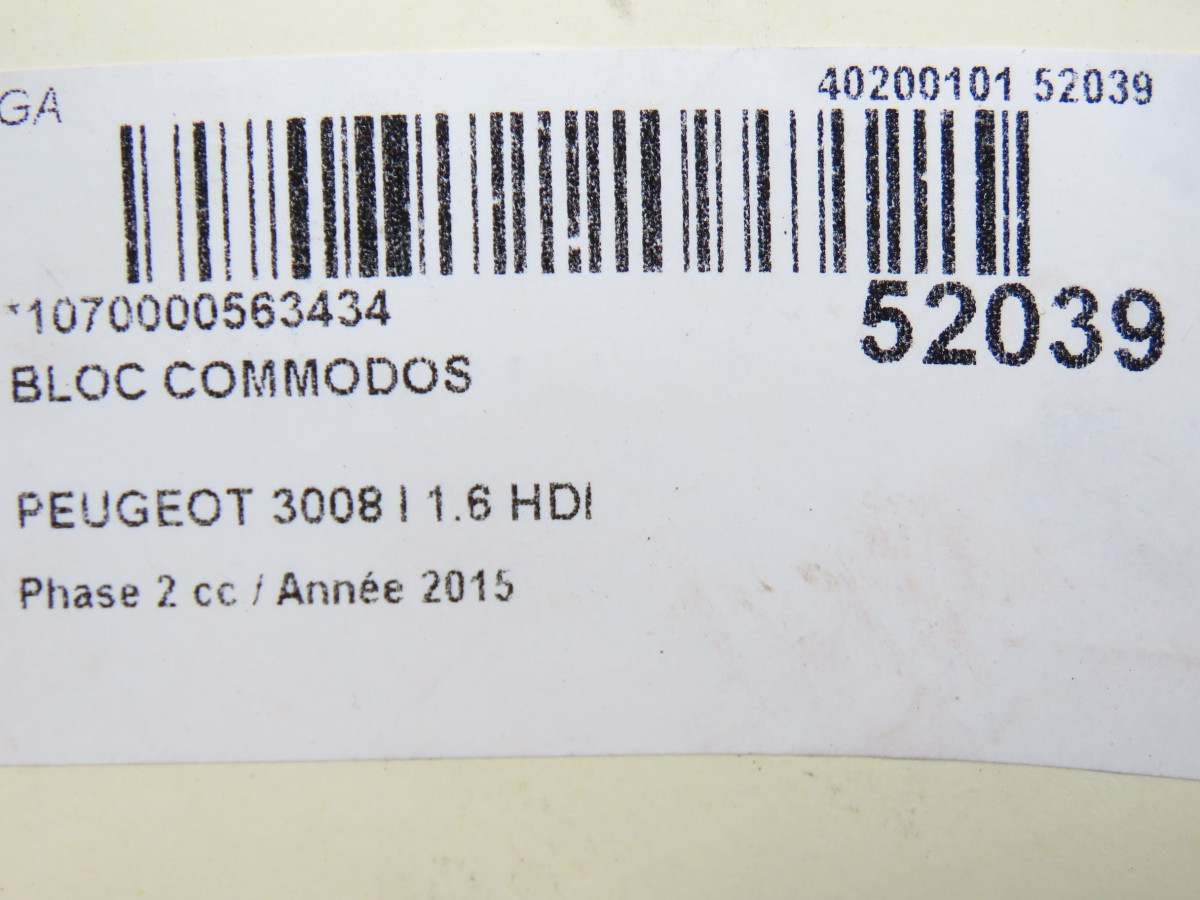 GA
40200101 52039
*1070000563434
52039
BLOC COMMODOS
PEUGEOT 3008 I 1.6 HDI
Phase 2 cc / Année 2015